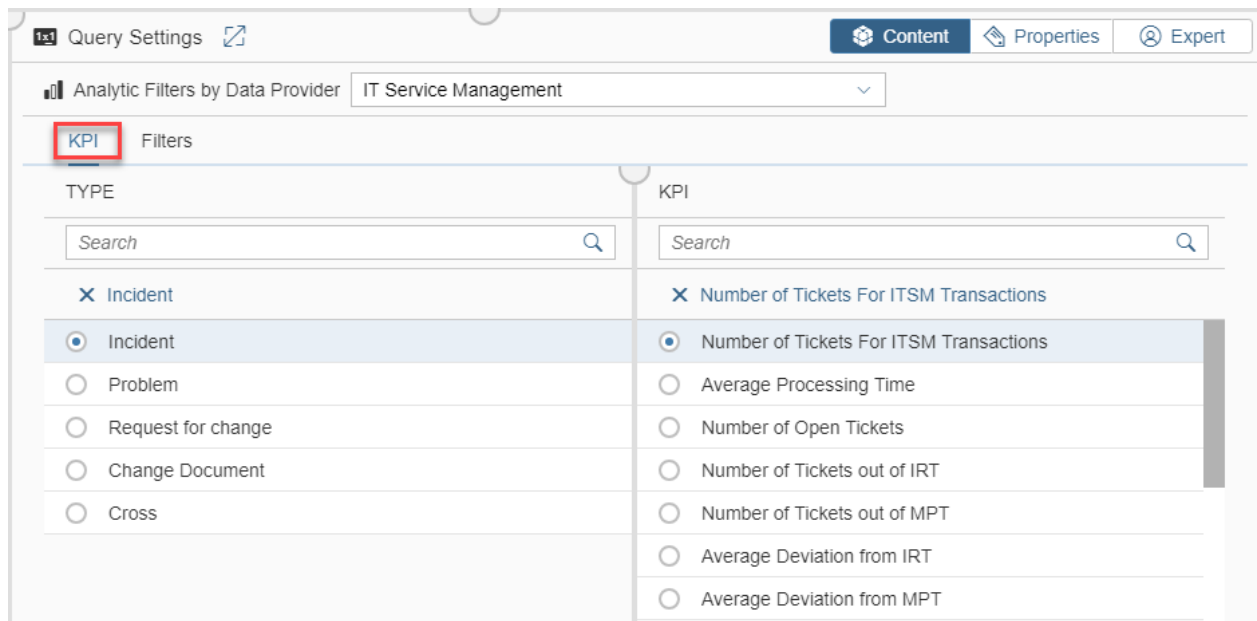 1x1 Query Settings Content Properties Expert
Analytic Filters by Data Provider IT Service Management
KPI Filters
TYPE KPI
Search Search
Incident Number of Tickets For ITSM Transactions
Incident Number of Tickets For ITSM Transactions
Problem Average Processing Time
Request for change Number of Open Tickets
Change Document Number of Tickets out of IRT
Cross Number of Tickets out of MPT
Average Deviation from IRT
Average Deviation from MPT